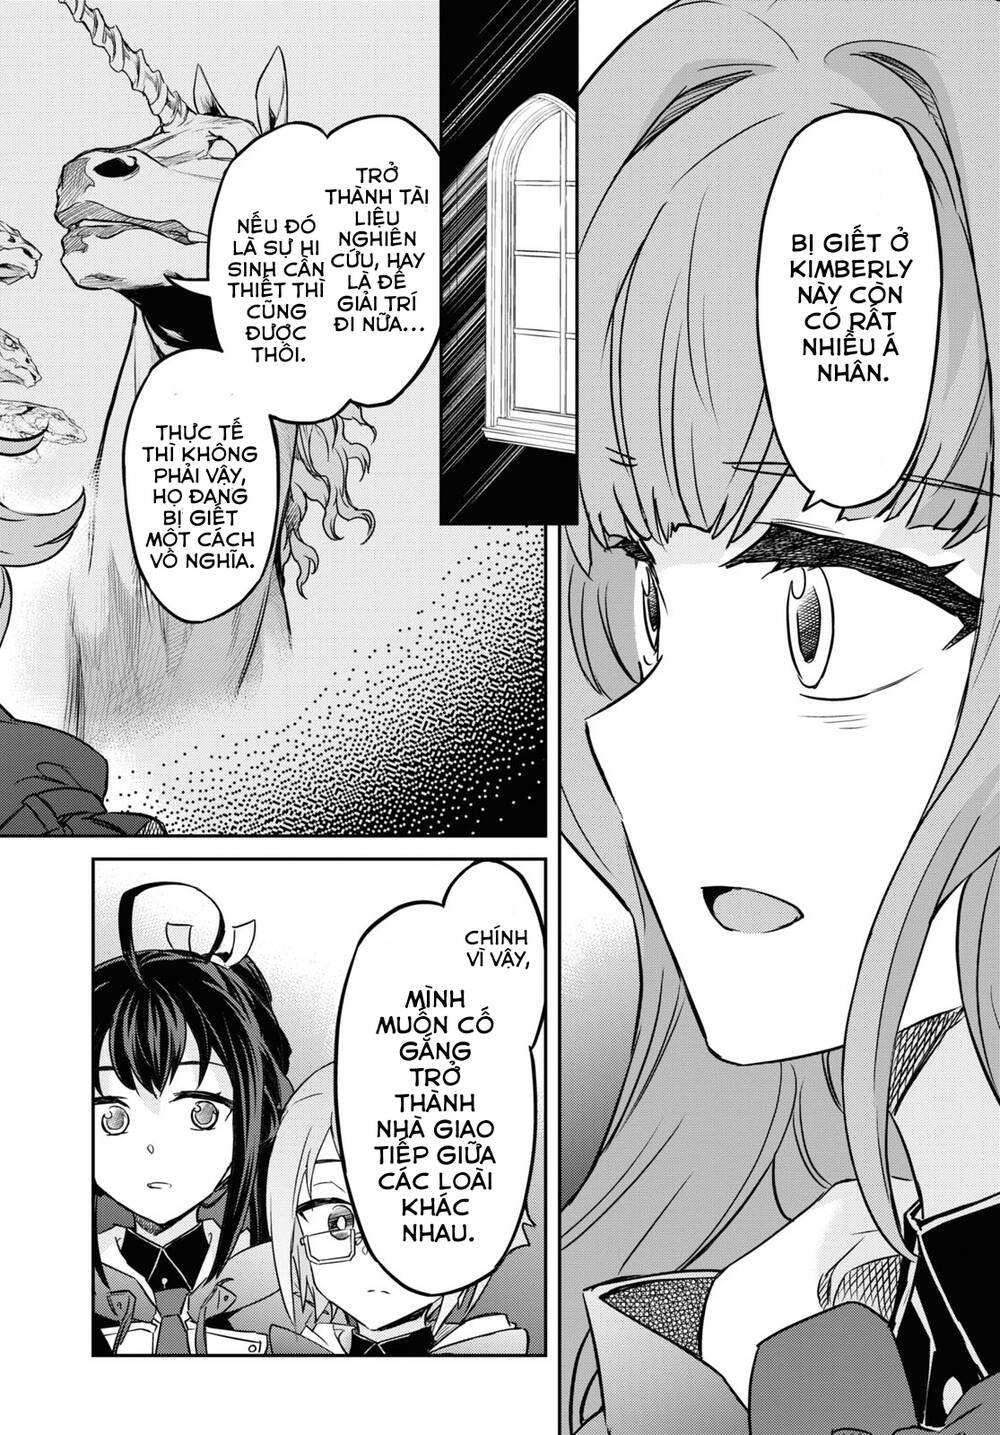 BỊ GIẾT Ở
KIMBERLY
NÀY CÒN
CÓ RẤT
NHIỀU Á
NHÂN.
TRỞ
THÀNH TÀI
LIỆU
NGHIÊN
CỨU, HAY
LÀ ĐỂ
GIẢI TRÍ
ĐI NỮA...
NẾU ĐÓ
LÀ SỰ HI
SINH CẦN
THIẾT THÌ
CŨNG
ĐƯỢC
THÔI.
THỰC TẾ
THÌ KHÔNG
PHẢI VẬY,
HỌ ĐANG
BỊ GIẾT
MỘT CÁCH
VÔ NGHĨA.
CHÍNH
VÌ VẬY,
MÌNH
MUỐN CỐ
GẮNG
TRỞ
THÀNH
NHÀ GIAO
TIẾP GIỮA
CÁC LOÀI
KHÁC
NHAU.